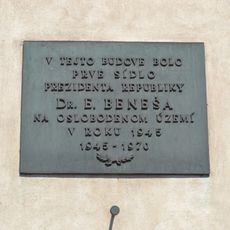 V TEJTO BUDOVE BOLO
PRVÉ SÍDLO
PREZIDENTA REPUBLIKY
DR. E. BENEŠA
NA OSLOBODENOM ÚZEMÍ
V ROKU 1945
1945-1970